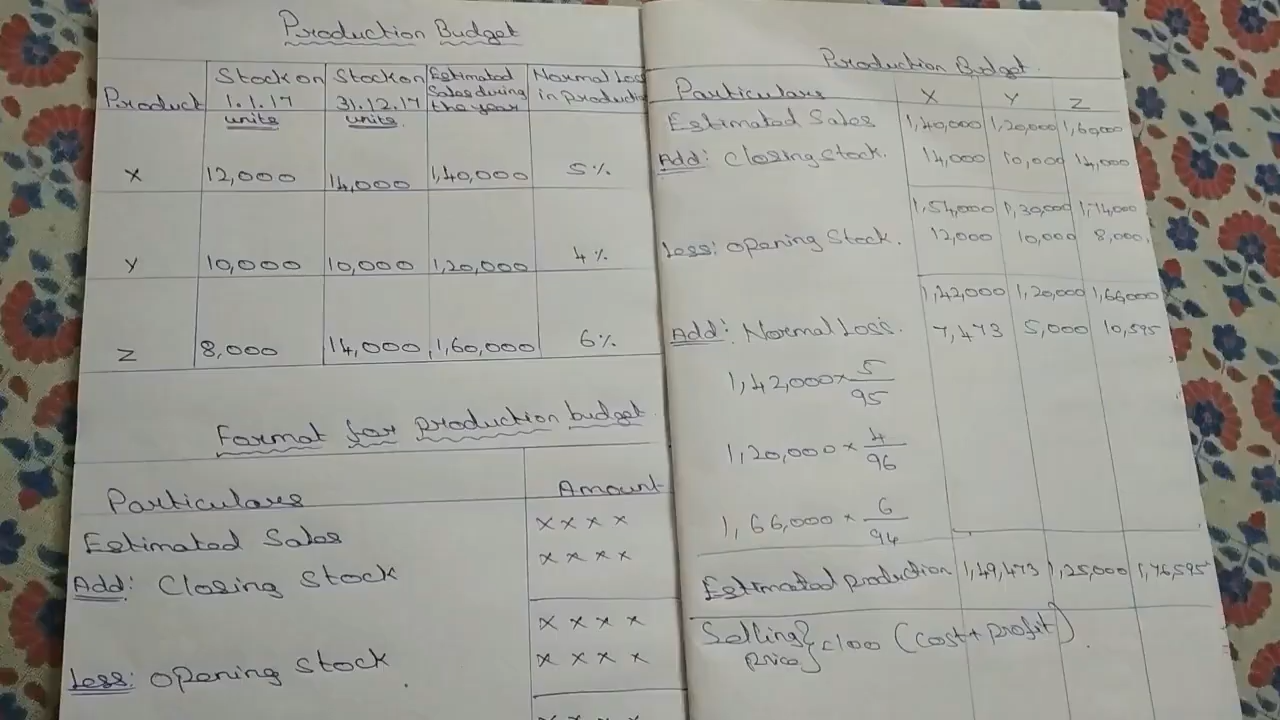 Production Budget
Product
Stock on 1.1.17 units
Stock on 31.12.17 units
Estimated Sales during the year
Normal Loss in Producti
X 12,000 14,000 1,40,000 5%
Y 10,000 10,000 1,20,000 4%
Z 8,000 14,000 1,60,000 6%
Format for production budget
Particulars Amount
Estimated Sales xxxx
Add: Closing Stock xxxx
xxxx
Less: Opening Stock xxxx
xxxx
Production Budget
Particulars X Y Z
Estimated Sales 1,40,000 1,20,000 1,60,000
Add: Closing Stock. 14,000 10,000 14,000
1,54,000 1,30,000 1,74,000
Less: Opening Stock. 12,000 10,000 8,000
1,42,000 1,20,000 1,66,000
Add: Normal Loss. 7,473 5,000 10,595
1,42,000 × 5/95
1,20,000 × 4/96
1,66,000 × 6/94
Estimated production 1,49,473 1,25,000 1,76,595
Selling price} (Cost + profit)